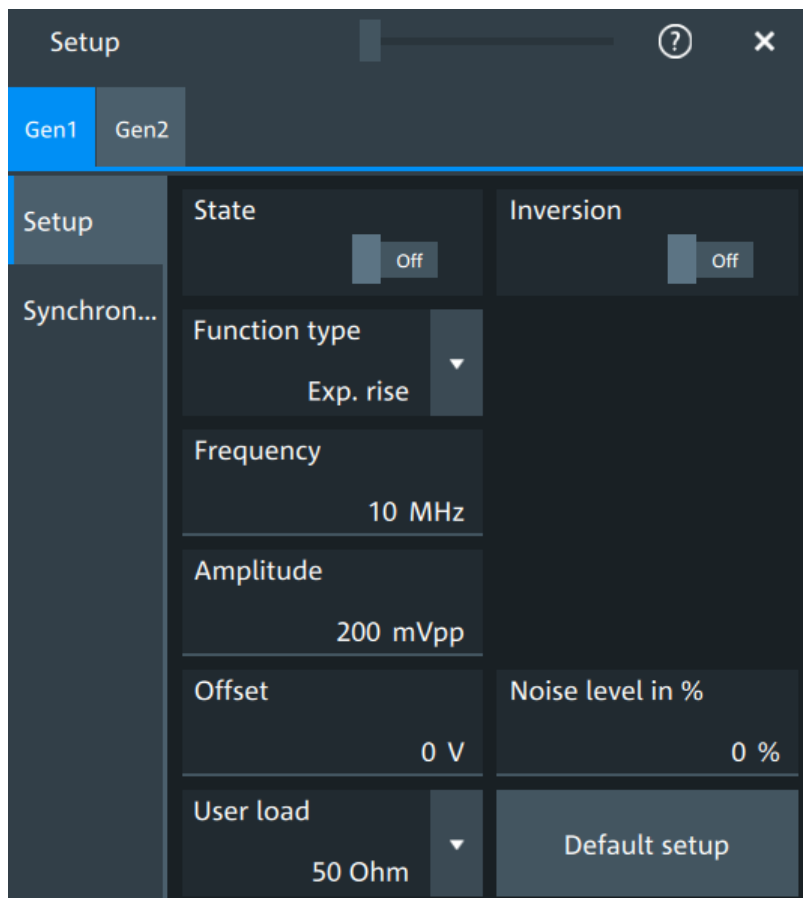 Setup ? ×
Gen1 Gen2
Setup
Synchron...
State Inversion
Off Off
Function type
Exp. rise
Frequency
10 MHz
Amplitude
200 mVpp
Offset Noise level in %
0 V 0 %
User load
50 Ohm
Default setup